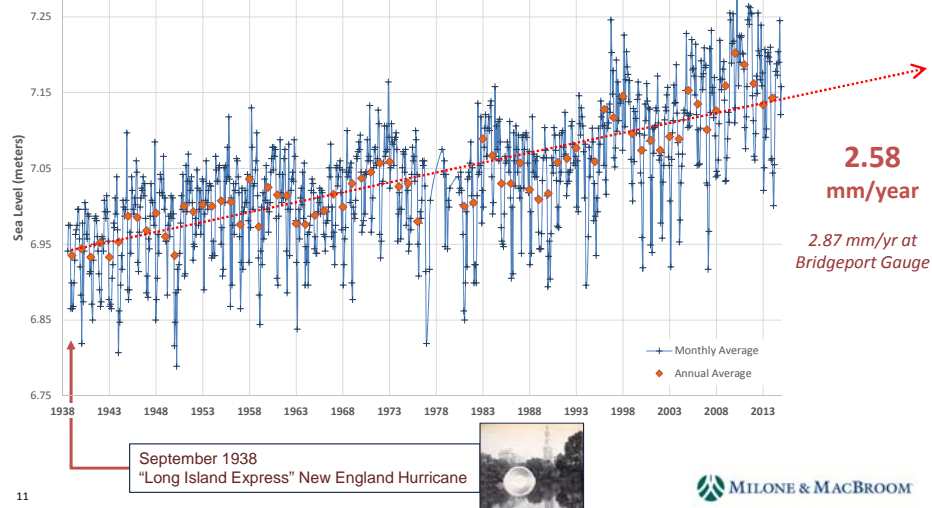 7.25
7.15
7.05
6.95
6.85
6.75
Sea Level (meters)
1938 1943 1948 1953 1958 1963 1968 1973 1978 1983 1988 1993 1998 2003 2008 2013
Monthly Average
Annual Average
2.58
mm/year
2.87 mm/yr at
Bridgeport Gauge
September 1938
“Long Island Express” New England Hurricane
11
MILONE & MACBROOM